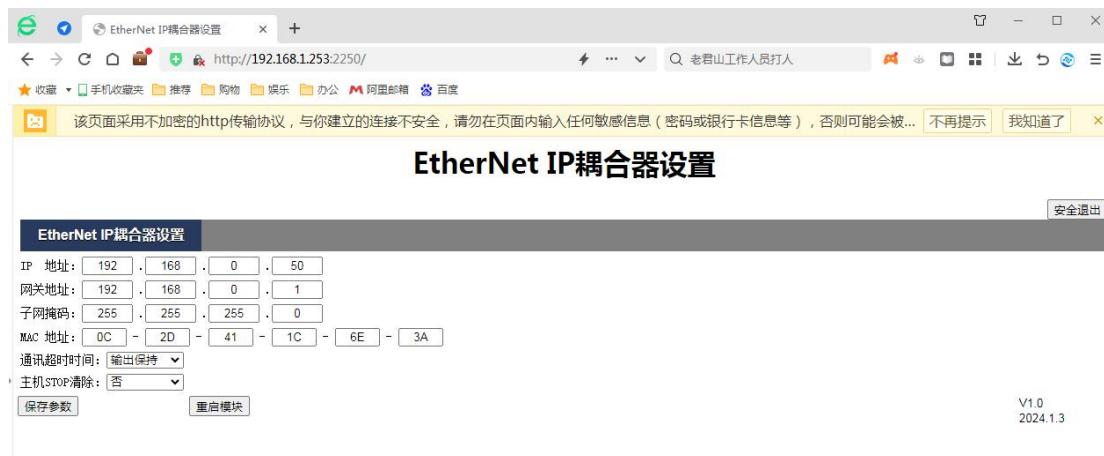 EtherNet IP耦合器设置
http://192.168.1.253:2250/
老君山工作人员打人
收藏 手机收藏夹 推荐 购物 娱乐 办公 阿里邮箱 百度
该页面采用不加密的http传输协议，与你建立的连接不安全，请勿在页面内输入任何敏感信息（密码或银行卡信息等），否则可能会被... 不再提示 我知道了
EtherNet IP耦合器设置
安全退出
EtherNet IP耦合器设置
IP 地址: 192 . 168 . 0 . 50
网关地址: 192 . 168 . 0 . 1
子网掩码: 255 . 255 . 255 . 0
MAC 地址: 0C - 2D - 41 - 1C - 6E - 3A
通讯超时时间: 输出保持
主机STOP清除: 否
保存参数 重启模块
V1.0
2024.1.3